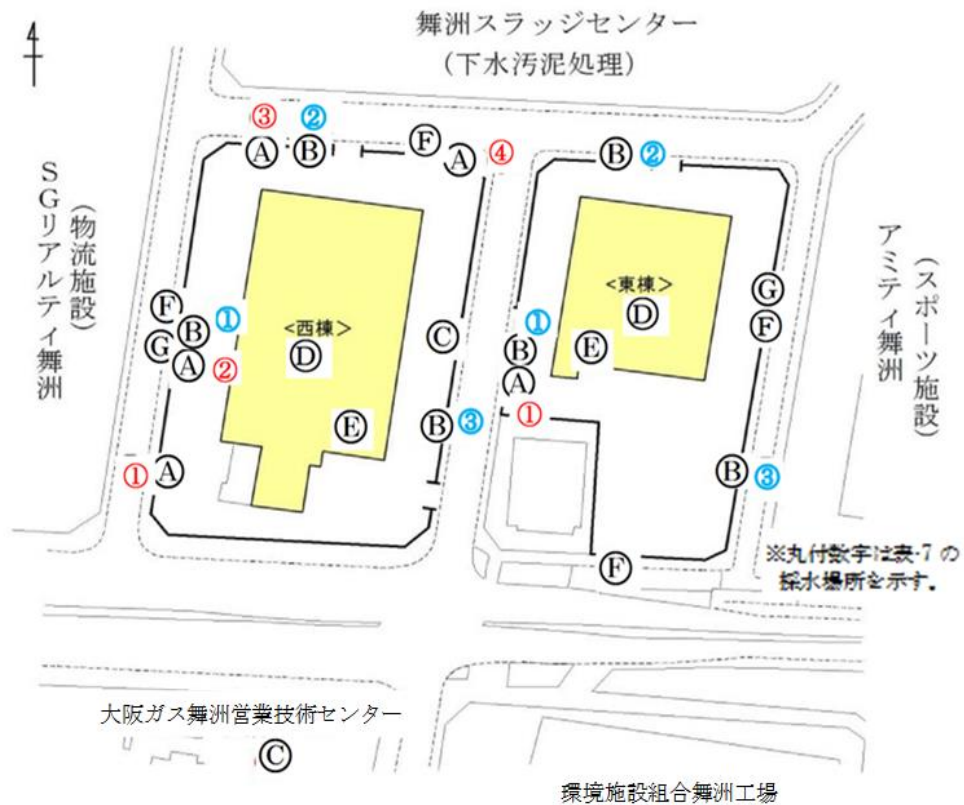 舞洲スラッジセンター
(下水汚泥処理)
4
③
②
Ⓐ
Ⓑ
Ⓕ
Ⓐ
④
Ⓑ
②
SGリアルティ舞洲
(物流施設)
Ⓕ
Ⓑ
①
Ⓖ
Ⓐ
②
<西棟>
Ⓓ
Ⓔ
Ⓒ
Ⓑ
③
①
Ⓐ
<東棟>
Ⓓ
①
Ⓑ
Ⓔ
Ⓐ
①
Ⓖ
Ⓕ
Ⓑ
③
Ⓕ
アミティ舞洲
(スポーツ施設)
※丸付数字は表-7の
採水場所を示す。
大阪ガス舞洲営業技術センター
Ⓒ
環境施設組合舞洲工場